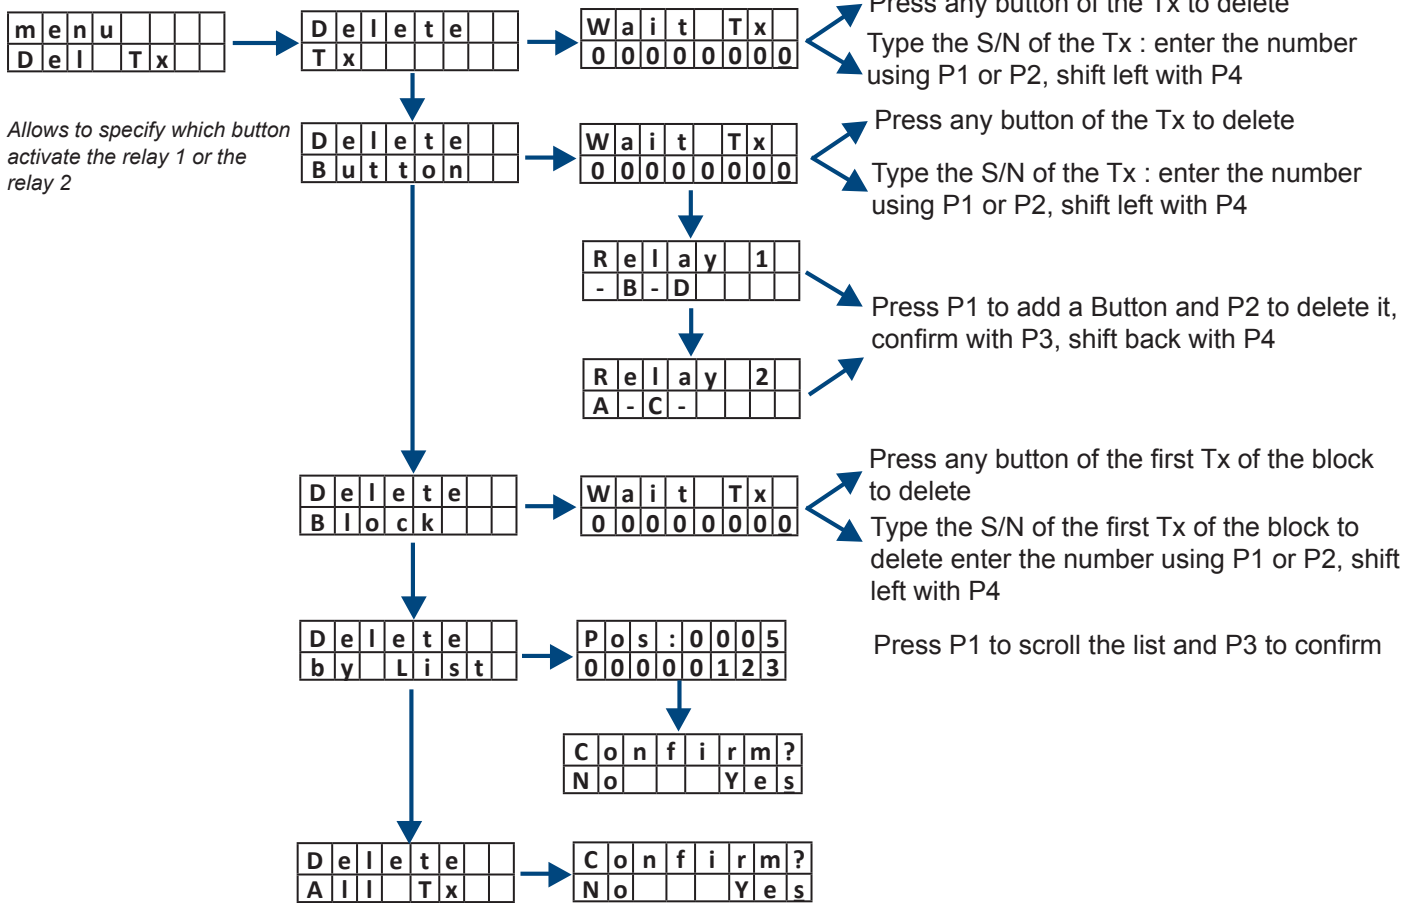 Press any button of the Tx to delete
menu
Del Tx
Delete
Tx
Wait Tx
00000000
Type the S/N of the Tx : enter the number
using P1 or P2, shift left with P4
Allows to specify which button
activate the relay 1 or the
relay 2
Delete
Button
Wait Tx
00000000
Press any button of the Tx to delete
Type the S/N of the Tx : enter the number
using P1 or P2, shift left with P4
Relay 1
-B-D
Press P1 to add a Button and P2 to delete it,
confirm with P3, shift back with P4
Relay 2
A-C-
Delete
Block
Wait Tx
00000000
Press any button of the first Tx of the block
to delete
Type the S/N of the first Tx of the block to
delete enter the number using P1 or P2, shift
left with P4
Delete
by List
Pos:0005
00000123
Press P1 to scroll the list and P3 to confirm
Confirm?
No Yes
Delete
All Tx
Confirm?
No Yes